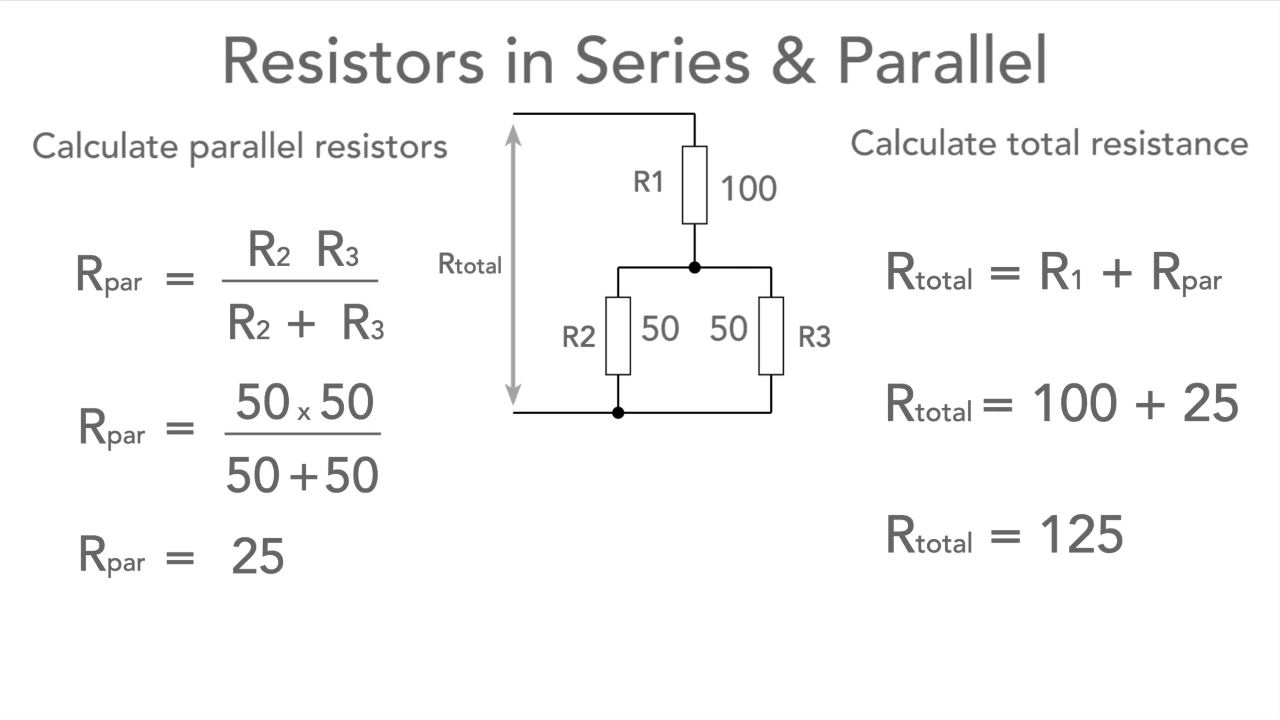 Resistors in Series & Parallel
Calculate parallel resistors
Rpar = R2 R3
R2 + R3
Rpar = 50 x 50
50 + 50
Rpar = 25
Rtotal
R1 100
R2 50 50 R3
Calculate total resistance
Rtotal = R1 + Rpar
Rtotal = 100 + 25
Rtotal = 125